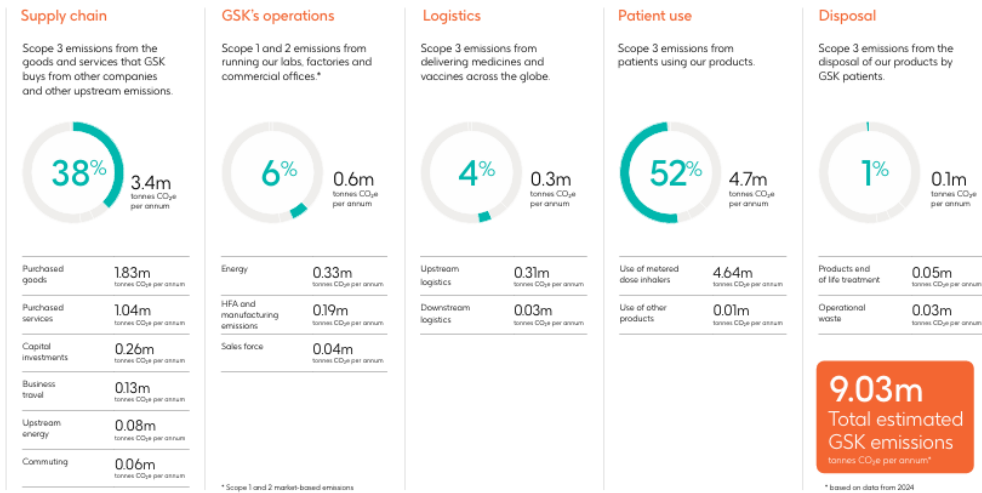 Supply chain
Scope 3 emissions from the
goods and services that GSK
buys from other companies
and other upstream emissions.
38%
3.4m
tonnes CO₂e
per annum
Purchased
goods
1.83m
tonnes CO₂e per annum
Purchased
services
1.04m
tonnes CO₂e per annum
Capital
investments
0.26m
tonnes CO₂e per annum
Business
travel
0.13m
tonnes CO₂e per annum
Upstream
energy
0.08m
tonnes CO₂e per annum
Commuting
0.06m
tonnes CO₂e per annum
GSK's operations
Scope 1 and 2 emissions from
running our labs, factories and
commercial offices.*
6%
0.6m
tonnes CO₂e
per annum
Energy
0.33m
tonnes CO₂e per annum
HFA and
manufacturing
emissions
0.19m
tonnes CO₂e per annum
Sales force
0.04m
tonnes CO₂e per annum
* Scope 1 and 2 market-based emissions
Logistics
Scope 3 emissions from
delivering medicines and
vaccines across the globe.
4%
0.3m
tonnes CO₂e
per annum
Upstream
logistics
0.31m
tonnes CO₂e per annum
Downstream
logistics
0.03m
tonnes CO₂e per annum
Patient use
Scope 3 emissions from
patients using our products.
52%
4.7m
tonnes CO₂e
per annum
Use of metered
dose inhalers
4.64m
tonnes CO₂e per annum
Use of other
products
0.01m
tonnes CO₂e per annum
Disposal
Scope 3 emissions from the
disposal of our products by
GSK patients.
1%
0.1m
tonnes CO₂e
per annum
Products end
of life treatment
0.05m
tonnes CO₂e per annum
Operational
waste
0.03m
tonnes CO₂e per annum
9.03m
Total estimated
GSK emissions
tonnes CO₂e per annum*
* based on data from 2024